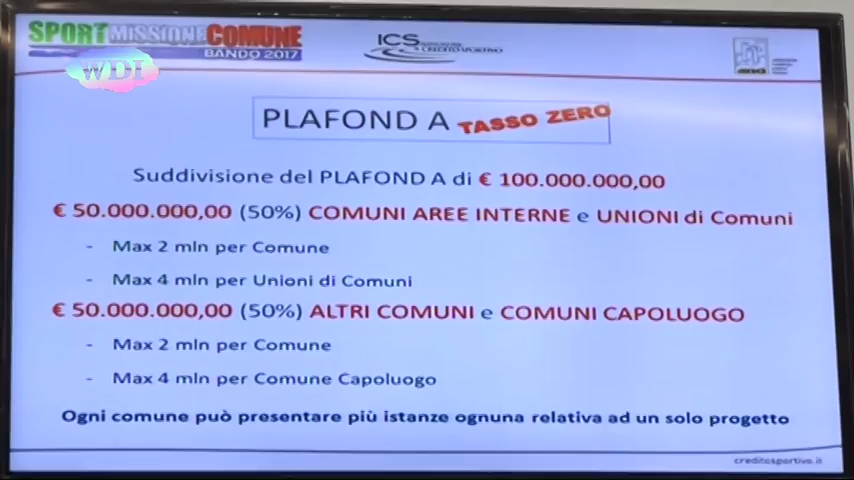 SPORT MISSIONE COMUNE
BANDO 2017
WDI
ICS
CREDITO SPORTIVO
PLAFOND A TASSO ZERO
Suddivisione del PLAFOND A di € 100.000.000,00
€ 50.000.000,00 (50%) COMUNI AREE INTERNE e UNIONI di Comuni
- Max 2 mln per Comune
- Max 4 mln per Unioni di Comuni
€ 50.000.000,00 (50%) ALTRI COMUNI e COMUNI CAPOLUOGO
- Max 2 mln per Comune
- Max 4 mln per Comune Capoluogo
Ogni comune può presentare più istanze ognuna relativa ad un solo progetto
creditosportivo.it